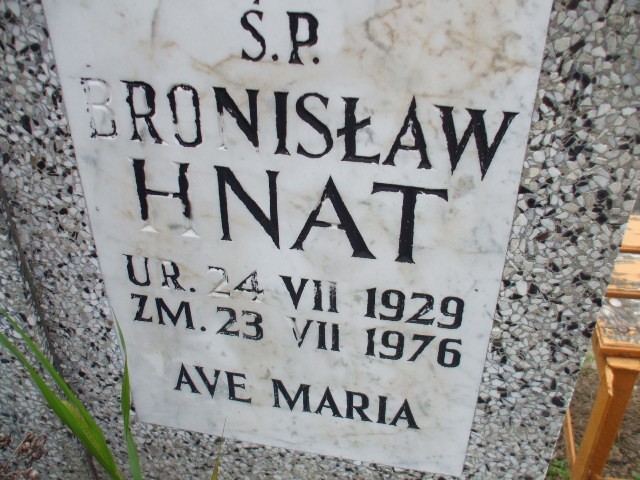 Ś.P.
BRONISŁAW
HNAT
UR. 24 VII 1929
ZM. 23 VII 1976
AVE MARIA